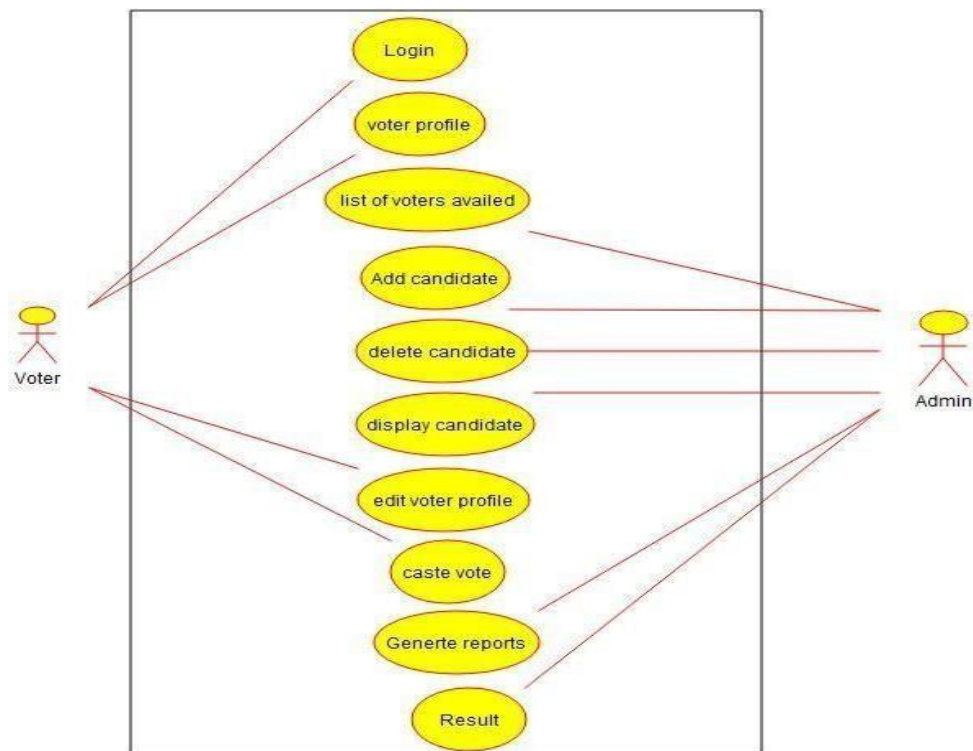 Login
voter profile
list of voters availed
Add candidate
delete candidate
Voter
Admin
display candidate
edit voter profile
caste vote
Generte reports
Result